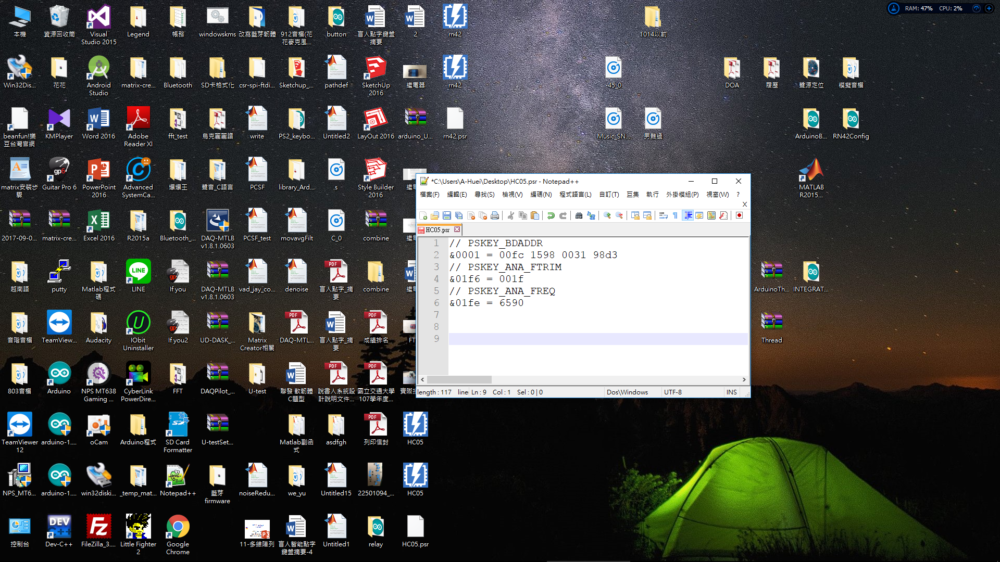 本機
資源回收筒
Visual
Studio 2015
Legend
帳務
windowskms
改寫藍芽韌體
912音檔(花
花麥克風...
button
盲人點字鍵盤
摘要
2
rn42
1014以前
RAM: 47% CPU: 2%
Win32Dis...
花花
Android
Studio
matrix-cre...
Bluetooth
SD卡格式化
csr-spi-ftdi...
Sketchup_...
pathdef
SketchUp
2016
繼電器
rn42
-45_0
DOA
履歷
聲源定位
模擬音檔
beanfun!樂
豆台灣官網
KMPlayer
Word 2016
Adobe
Reader XI
fft_test
烏克麗麗譜
write
PS2_keybo...
Untitled2
LayOut 2016
arduino_U...
rn42.psr
Music_SN...
男難過
ArduinoB...
RN42Config
matrix安裝步
驟
Guitar Pro 6
PowerPoint
2016
Advanced
SystemCa...
爆爆王
聲音_C語言
PCSF
library_Ard...
.s
Style Builder
2016
MATLAB
R2015...
2017-09-0...
matrix-cre...
Excel 2016
R2015a
Bluetooth_...
DAQ-MTLB
v1.8.1.0603
PCSF_test
movavgFilt
C_0
combine
越南語
putty
Matlab程式
碼
LINE
If you
DAQ-MTLB
v1.8.1.0603
vad_jay_co...
denoise
盲人點字_摘
要
combine
ArduinoTh...
INTEGRAT...
音階音檔
TeamView...
Audacity
IObit
Uninstaller
If you2
UD-DASK_...
Matrix
Creator相關
DAQ-MTL...
盲人點字_摘
要
成績排名
FT
Thread
803音檔
Arduino
NPS MT638
Gaming ...
CyberLink
PowerDire...
FFT
DAQPilot_...
U-test
聯發 軟韌體
C題型
說書人系統設
計說明文件...
國立交通大學
107學年度...
TeamViewer
12
arduino-1....
oCam
Arduino程式
SD Card
Formatter
U-testSet...
Matlab副函
式
asdfgh
列印信封
HC05
NPS_MT6...
arduino-1....
win32diski...
_temp_mat...
Notepad++
藍芽
firmware
noiseRedu...
we_yu
Untitled15
22501094_...
HC05
控制台
Dev-C++
FileZilla_3....
Little Fighter
2
Google
Chrome
11-多維陣列
盲人智能點字
鍵盤摘要-4
Untitled1
relay
HC05.psr
*C:\Users\A-Huei\Desktop\HC05.psr - Notepad++
檔案(F) 編輯(E) 尋找(S) 檢視(V) 編碼(N) 程式語言(L) 自訂(T) 巨集 執行 外掛模組(P) 視窗(W) ?
X
HC05.psr
1 // PSKEY_BDADDR
2 &0001 = 00fc 1598 0031 98d3
3 // PSKEY_ANA_FTRIM
4 &01f6 = 001f
5 // PSKEY_ANA_FREQ
6 &01fe = 6590
7
8
9
length : 117 line Ln : 9 Col : 1 Sel : 0 | 0 Dos\Windows UTF-8 INS